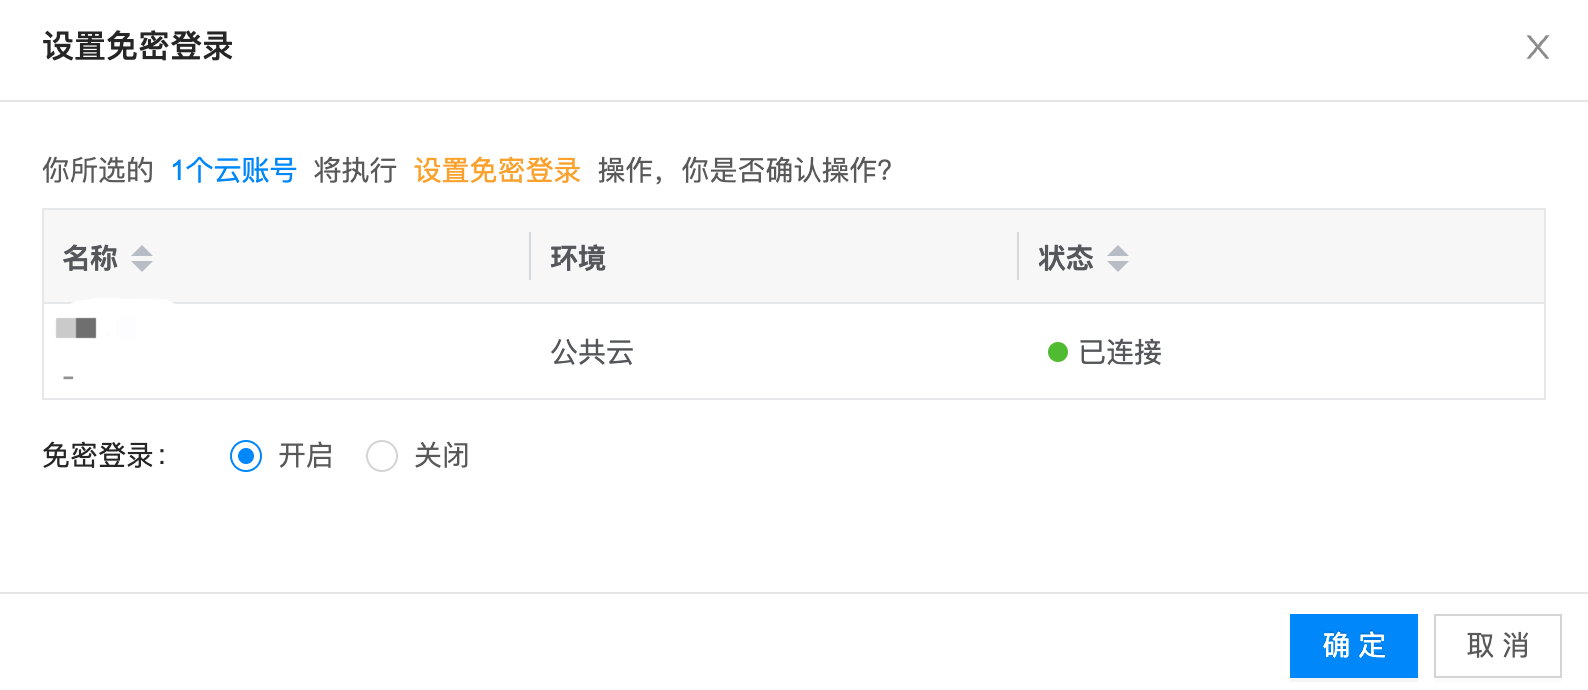 设置免密登录
你所选的 1个云账号 将执行 设置免密登录 操作，你是否确认操作？
名称 环境 状态
公共云 已连接
-
免密登录： 开启 关闭
确 定 取 消